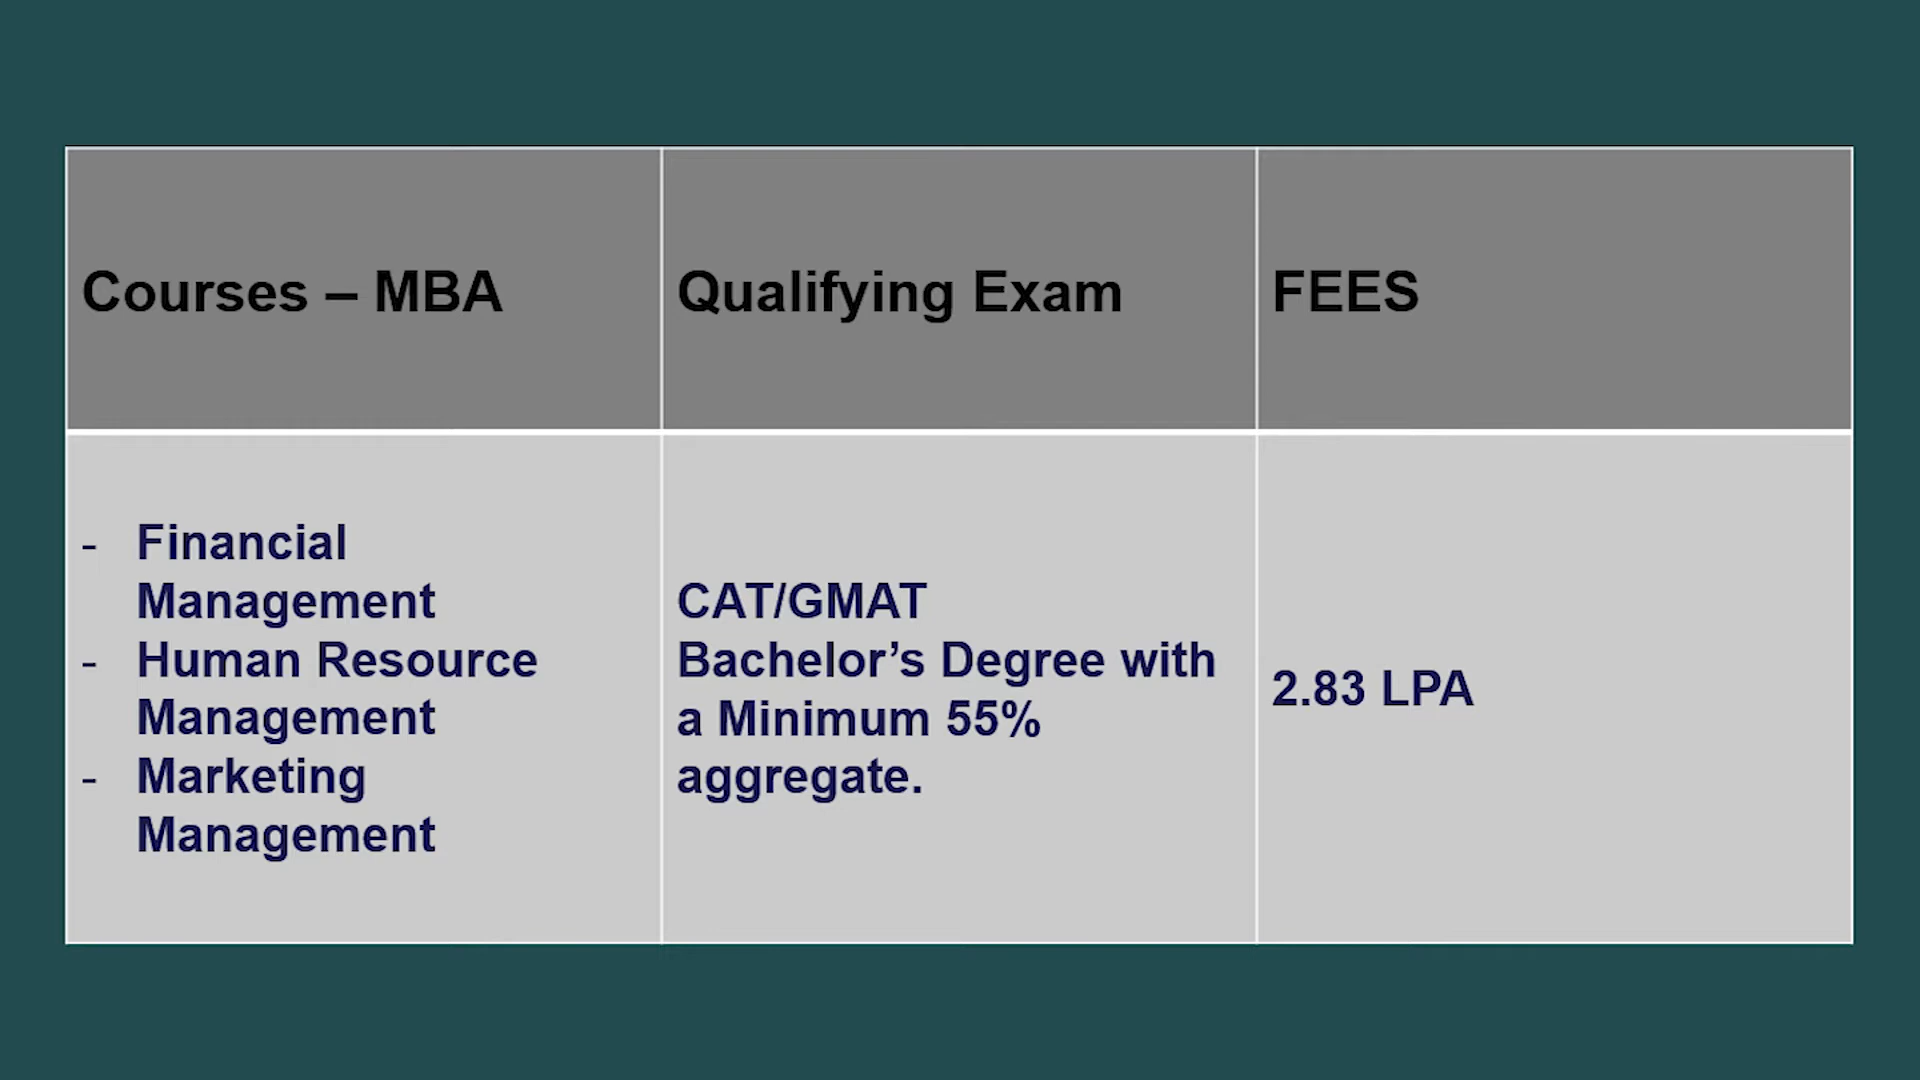 Courses – MBA
Qualifying Exam
FEES
- Financial
Management
- Human Resource
Management
- Marketing
Management
CAT/GMAT
Bachelor’s Degree with
a Minimum 55%
aggregate.
2.83 LPA